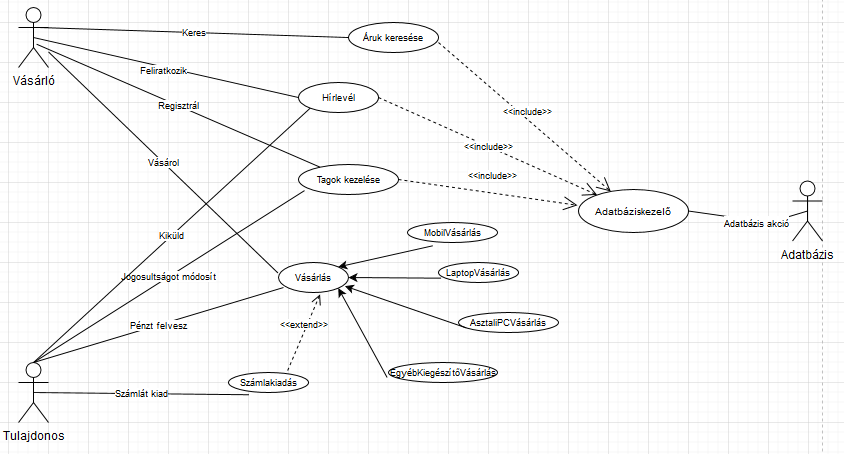 Keres
Áruk keresése
Vásárló
Feliratkozik
Hírlevél
Regisztrál
<<include>>
<<include>>
Vásárol
Tagok kezelése
<<include>>
Adatbáziskezelő
Adatbázis akció
Adatbázis
Kiküld
MobilVásárlás
Jogosultságot módosít
Vásárlás
LaptopVásárlás
Pénzt felvesz
<<extend>>
AsztaliPCVásárlás
EgyébKiegészítőVásárlás
Számlakiadás
Számlát kiad
Tulajdonos